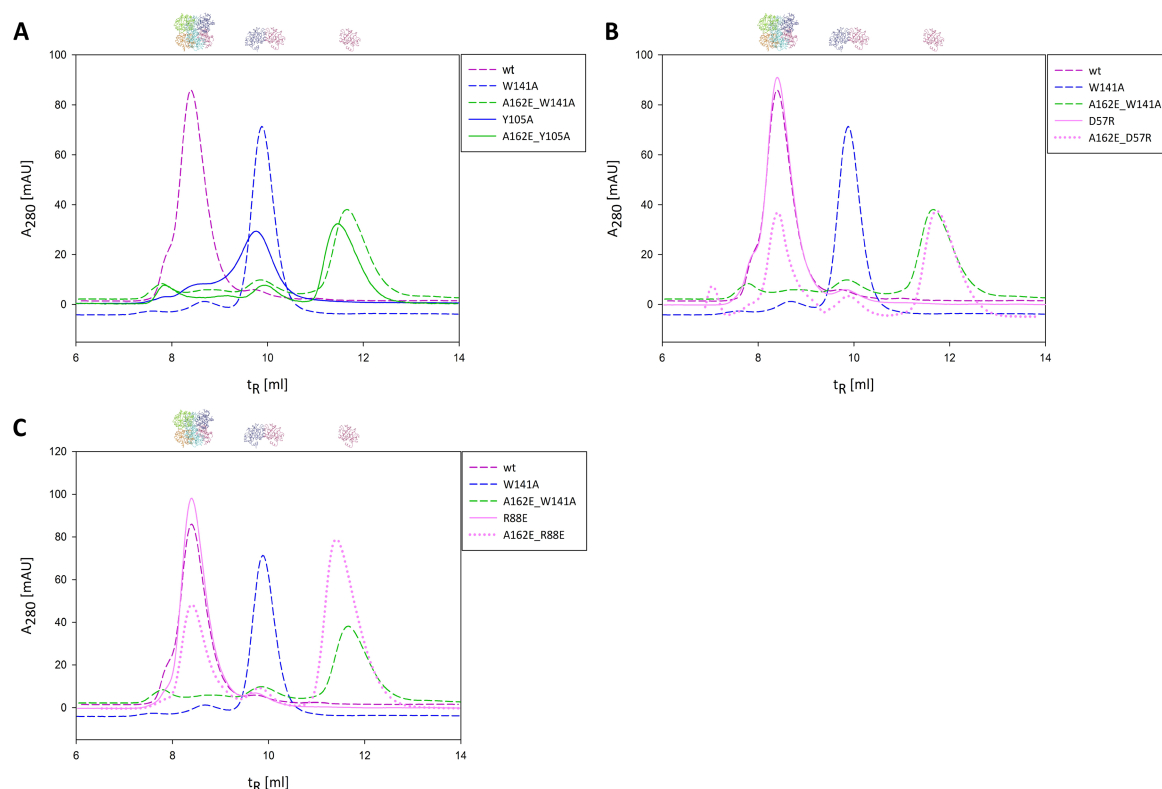 A
100
80
60
40
20
0
A280 [mAU]
6 8 10 12 14
tR [ml]
wt
W141A
A162E_W141A
Y105A
A162E_Y105A
B
100
80
60
40
20
0
A280 [mAU]
6 8 10 12 14
tR [ml]
wt
W141A
A162E_W141A
D57R
A162E_D57R
C
120
100
80
60
40
20
0
A280 [mAU]
6 8 10 12 14
tR [ml]
wt
W141A
A162E_W141A
R88E
A162E_R88E